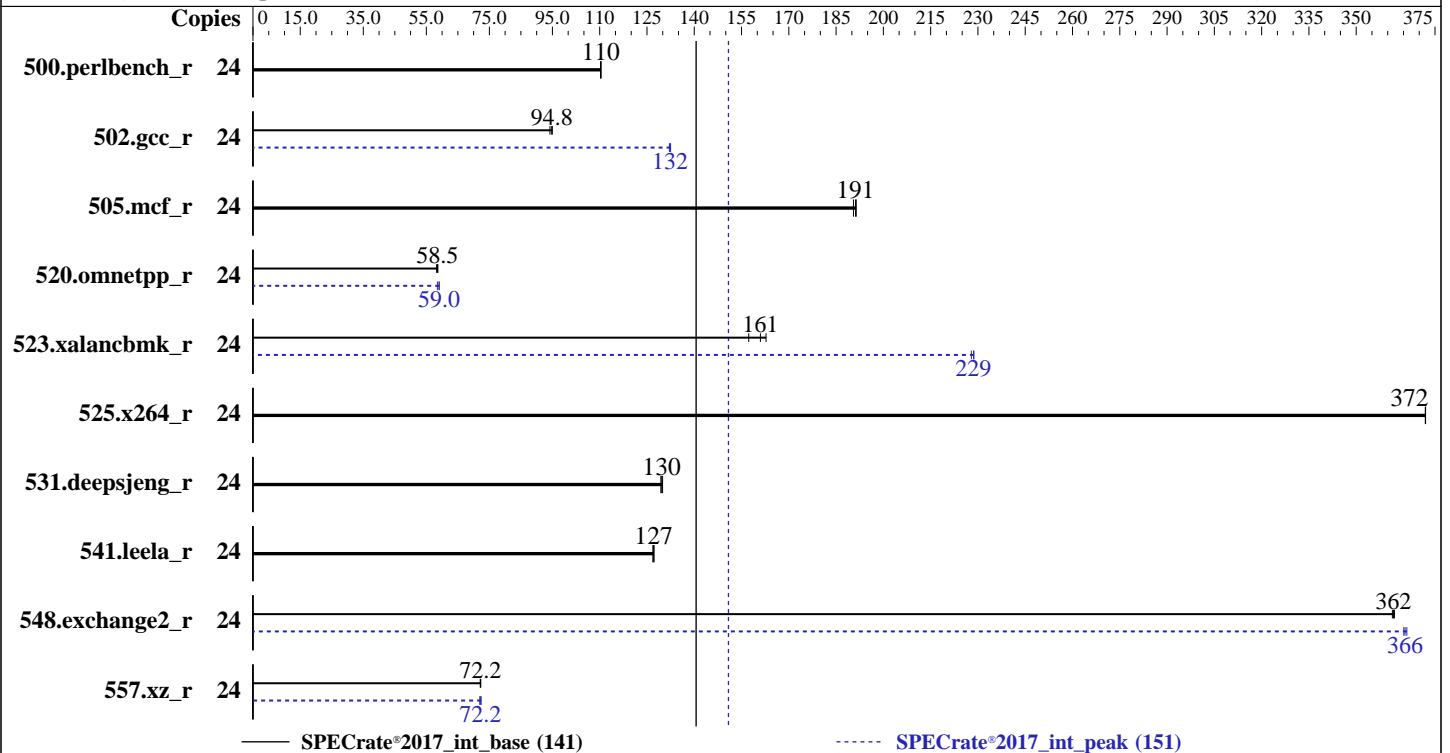 Copies 0 15.0 35.0 55.0 75.0 95.0 110 125 140 155 170 185 200 215 230 245 260 275 290 305 320 335 350 375
110
500.perlbench_r 24
94.8
502.gcc_r 24
132
191
505.mcf_r 24
58.5
520.omnetpp_r 24
59.0
161
523.xalancbmk_r 24
229
372
525.x264_r 24
130
531.deepsjeng_r 24
127
541.leela_r 24
362
548.exchange2_r 24
366
72.2
557.xz_r 24
72.2
SPECrate®2017_int_base (141) SPECrate®2017_int_peak (151)